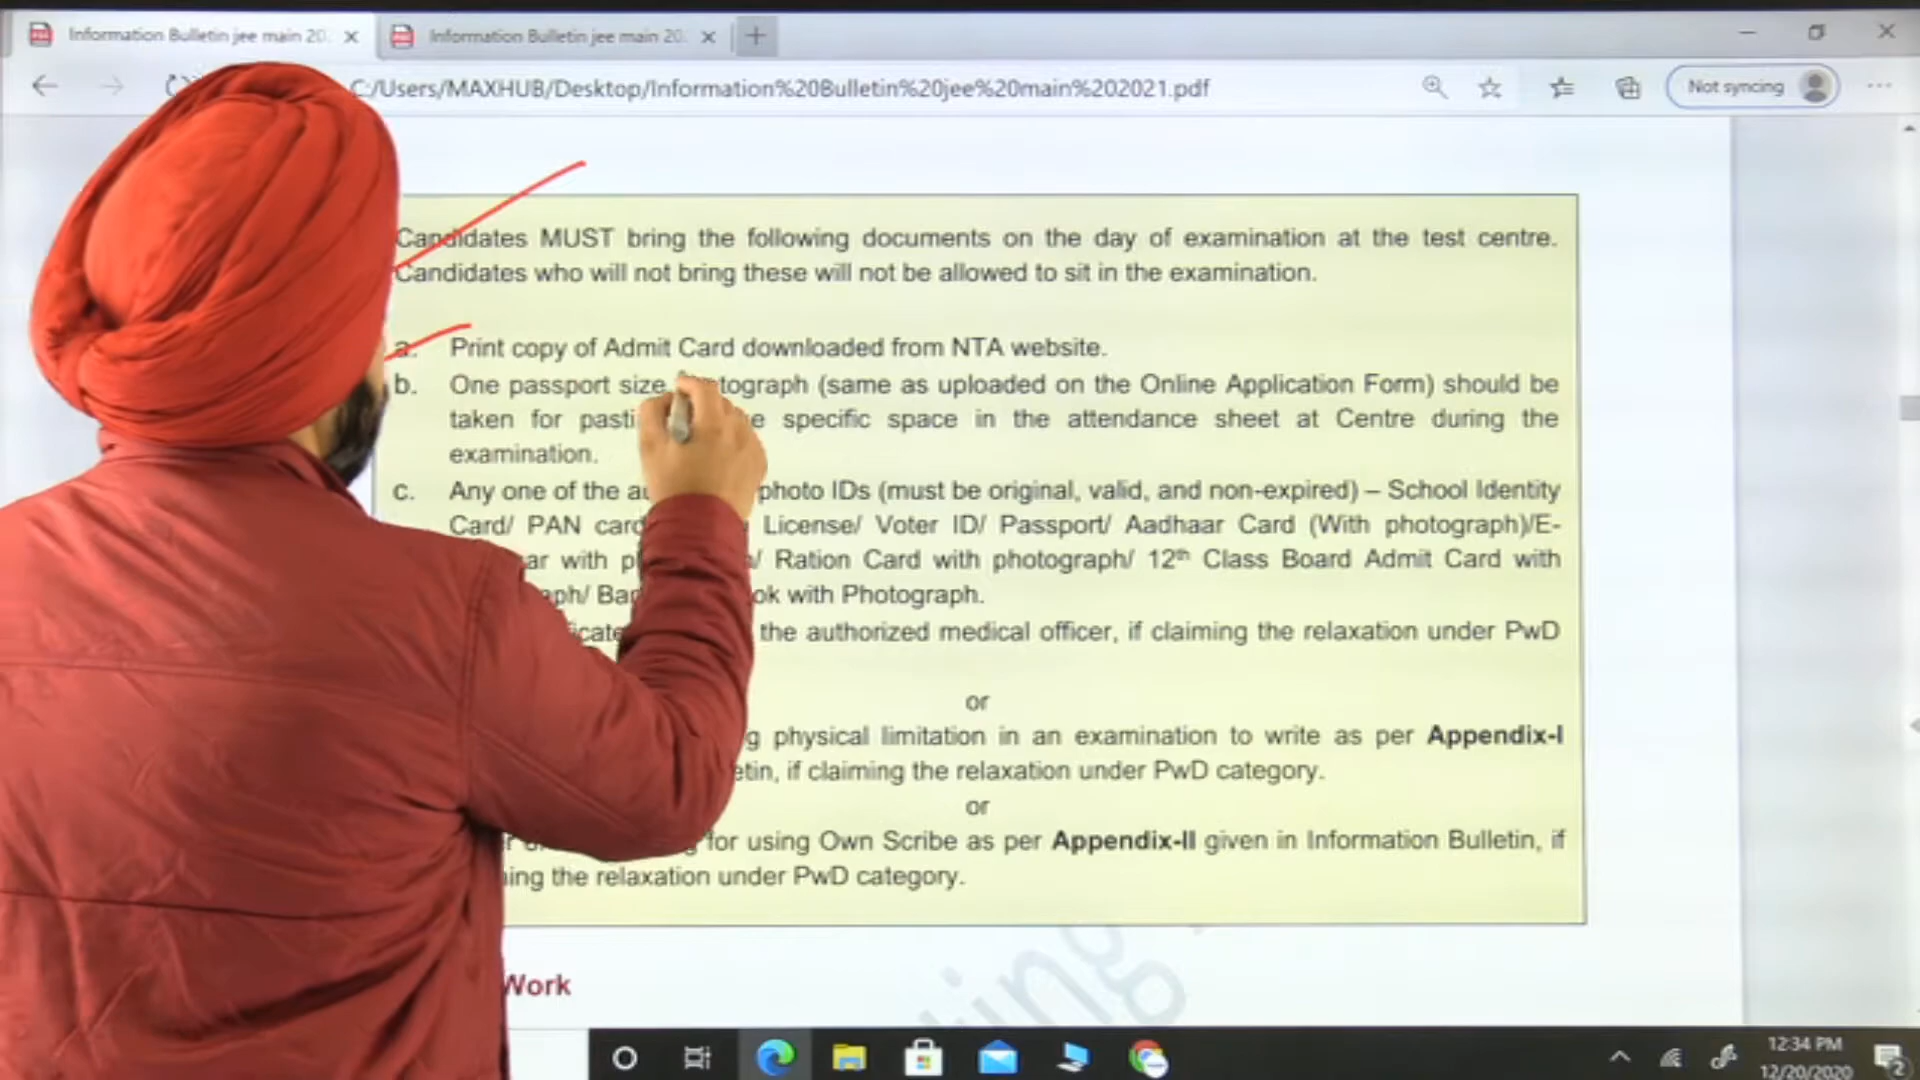 Information Bulletin jee main 20
Information Bulletin jee main 20
C:/Users/MAXHUB/Desktop/Information%20Bulletin%20jee%20main%202021.pdf
Not syncing
Candidates MUST bring the following documents on the day of examination at the test centre.
Candidates who will not bring these will not be allowed to sit in the examination.
a. Print copy of Admit Card downloaded from NTA website.
b. One passport size (same as uploaded on the Online Application Form) should be
taken for specific space in the attendance sheet at Centre during the
examination.
c. Any one of the photo IDs (must be original, valid, and non-expired) – School Identity
Card/ PAN card License/ Voter ID/ Passport/ Aadhaar Card (With photograph)/E-
with Ration Card with photograph/ 12th Class Board Admit Card with
with Photograph.
the authorized medical officer, if claiming the relaxation under PwD
or
physical limitation in an examination to write as per Appendix-I
if claiming the relaxation under PwD category.
or
for using Own Scribe as per Appendix-II given in Information Bulletin, if
the relaxation under PwD category.
Work
12:34 PM
12/20/2020
2